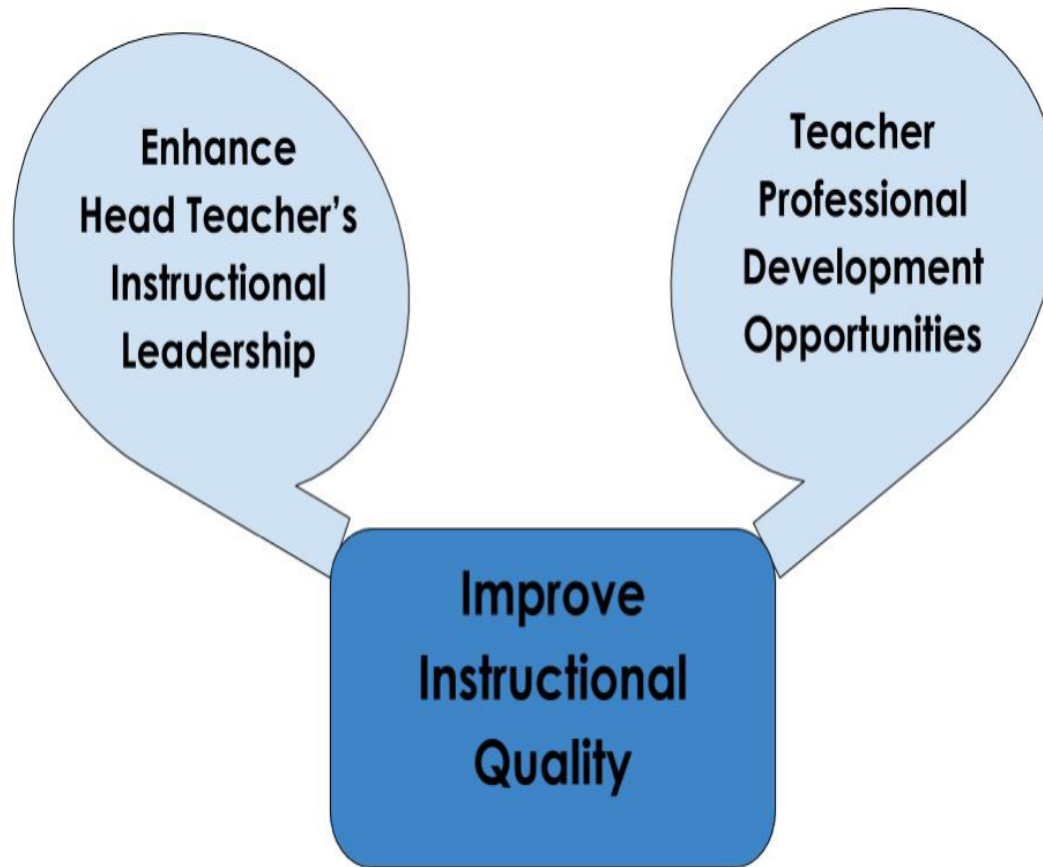 Enhance
Head Teacher’s
Instructional
Leadership
Teacher
Professional
Development
Opportunities
Improve
Instructional
Quality